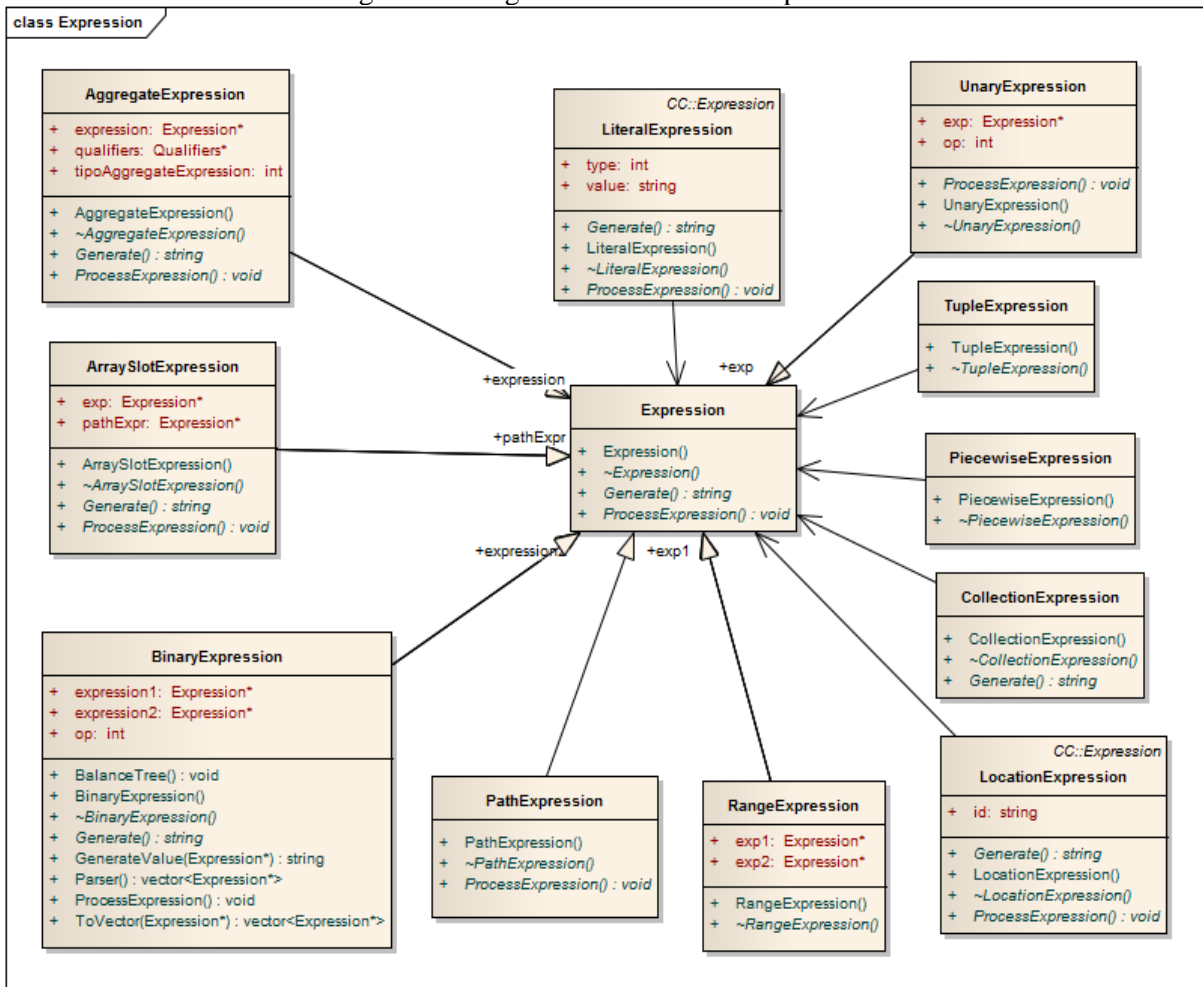 class Expression
AggregateExpression
+ expression: Expression*
+ qualifiers: Qualifiers*
+ tipoAggregateExpression: int
+ AggregateExpression()
+ ~AggregateExpression()
+ Generate() : string
+ ProcessExpression() : void
CC::Expression
LiteralExpression
+ type: int
+ value: string
+ Generate() : string
+ LiteralExpression()
+ ~LiteralExpression()
+ ProcessExpression() : void
UnaryExpression
+ exp: Expression*
+ op: int
+ ProcessExpression() : void
+ UnaryExpression()
+ ~UnaryExpression()
TupleExpression
+ TupleExpression()
+ ~TupleExpression()
ArraySlotExpression
+ exp: Expression*
+ pathExpr: Expression*
+ ArraySlotExpression()
+ ~ArraySlotExpression()
+ Generate() : string
+ ProcessExpression() : void
+expression
+exp
+pathExpr
Expression
+ Expression()
+ ~Expression()
+ Generate() : string
+ ProcessExpression() : void
+exp1
PiecewiseExpression
+ PiecewiseExpression()
+ ~PiecewiseExpression()
CollectionExpression
+ CollectionExpression()
+ ~CollectionExpression()
+ Generate() : string
BinaryExpression
+ expression1: Expression*
+ expression2: Expression*
+ op: int
+ BalanceTree() : void
+ BinaryExpression()
+ ~BinaryExpression()
+ Generate() : string
+ GenerateValue(Expression*) : string
+ Parser() : vector<Expression*>
+ ProcessExpression() : void
+ ToVector(Expression*) : vector<Expression*>
PathExpression
+ PathExpression()
+ ~PathExpression()
+ ProcessExpression() : void
RangeExpression
+ exp1: Expression*
+ exp2: Expression*
+ RangeExpression()
+ ~RangeExpression()
CC::Expression
LocationExpression
+ id: string
+ Generate() : string
+ LocationExpression()
+ ~LocationExpression()
+ ProcessExpression() : void